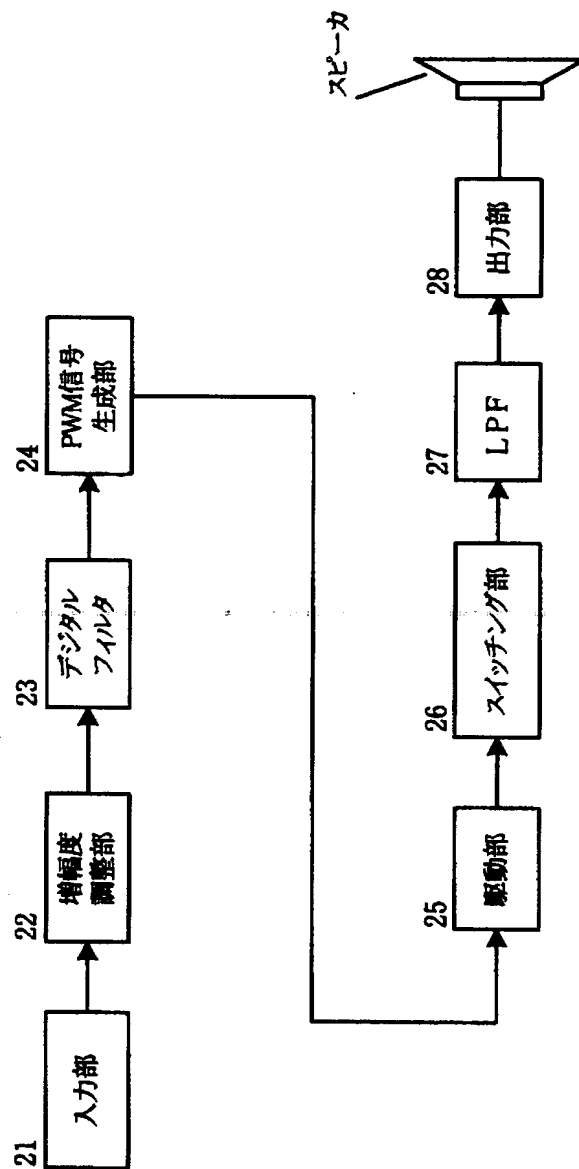 21
入力部
22
増幅度
調整部
23
デジタル
フィルタ
24
PWM信号
生成部
25
駆動部
26
スイッチング部
27
LPF
28
出力部
スピーカ